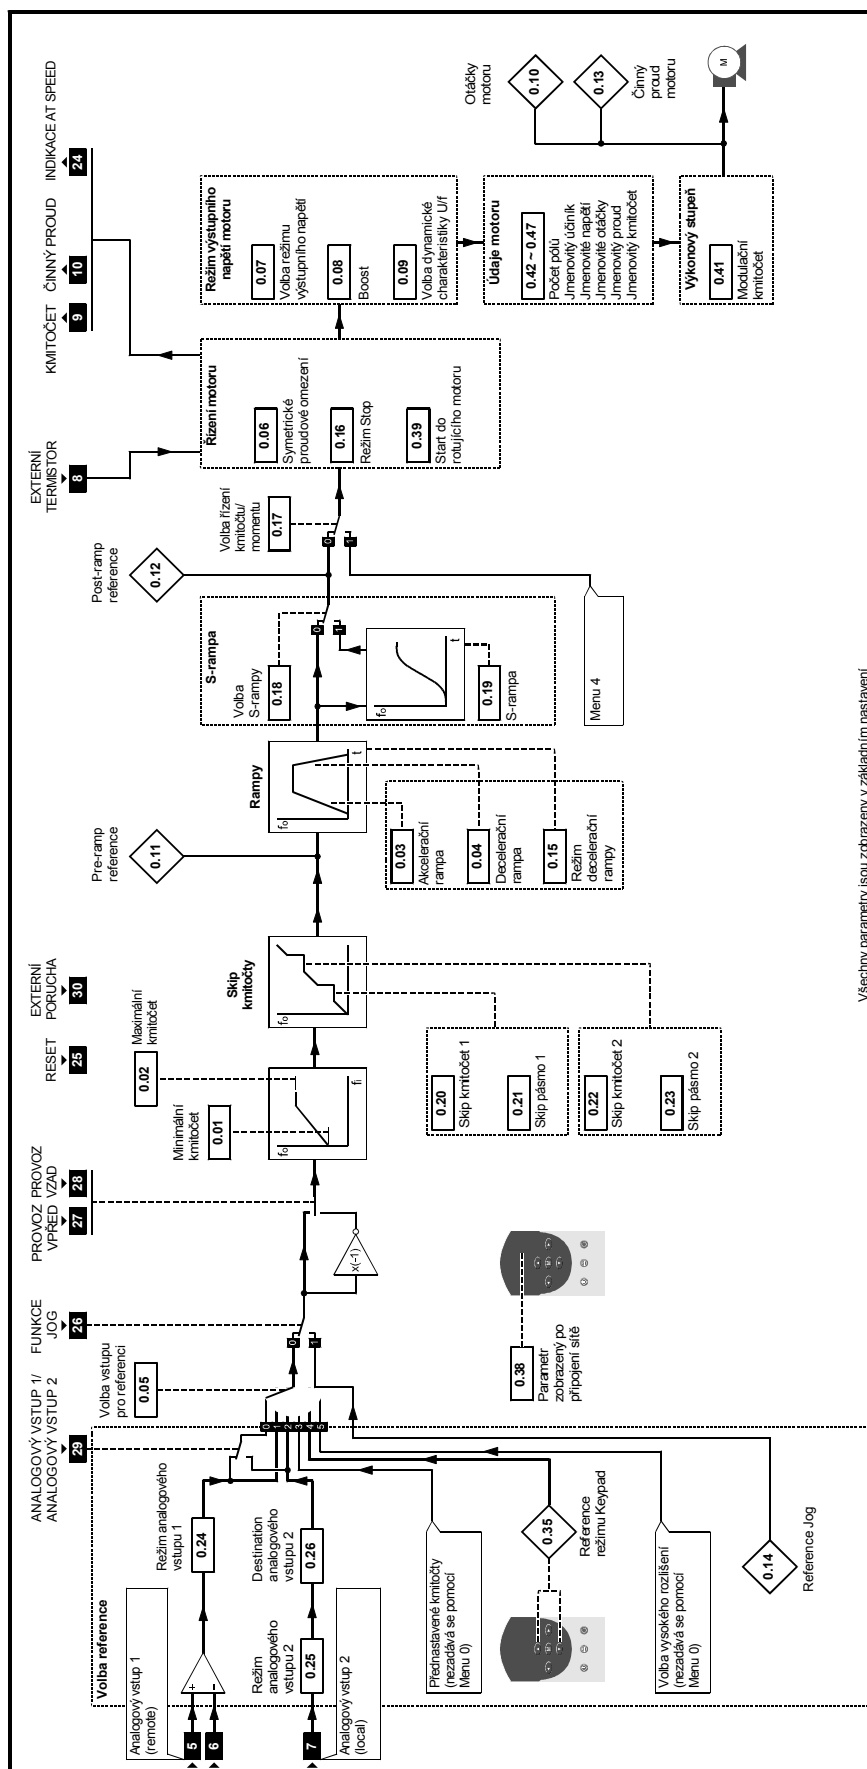 ANALOGOVÝ VSTUP 1/
ANALOGOVÝ VSTUP 2
29
FUNKCE
JOG
26
PROVOZ
VPŘED
27
PROVOZ
VZAD
28
RESET
25
EXTERNÍ
PORUCHA
30
EXTERNÍ
TERMISTOR
8
KMITOČET
9
ČINNÝ PROUD
10
INDIKACE AT SPEED
24
Volba reference
Analogový vstup 1
(remote)
5
6
+
−
Režim analogového
vstupu 1
0.24
7
Analogový vstup 2
(local)
Režim
analogového
vstupu 2
0.25
Destination
analogového
vstupu 2
0.26
Přednastavené kmitočty
(nezadává se pomocí
Menu 0)
0.35
Reference
režimu Keypad
Volba vysokého rozlišení
(nezadává se pomocí
Menu 0)
0.14
Reference Jog
Volba vstupu
pro referenci
0.05
0
1
2
3
4
5
0
1
x(-1)
0.38
Parametr
zobrazený po
připojení sítě
Minimální
kmitočet
0.01
0.02
Maximální
kmitočet
fo
fi
Skip
kmitočty
fo
0.20
Skip kmitočet 1
0.21
Skip pásmo 1
0.22
Skip kmitočet 2
0.23
Skip pásmo 2
Pre-ramp
reference
0.11
Rampy
fo
t
0.03
Akcelerační
rampa
0.04
Decelerační
rampa
0.15
Režim
decelerační
rampy
S-rampa
Volba
S-rampy
0.18
0
1
fo
t
0.19
S-rampa
Post-ramp
reference
0.12
Menu 4
Volba řízení
kmitočtu/
momentu
0.17
0
1
Řízení motoru
0.06
Symetrické
proudové omezení
0.16
Režim Stop
0.39
Start do
rotujícího motoru
Režim výstupního
napětí motoru
0.07
Volba režimu
výstupního napětí
0.08
Boost
0.09
Volba dynamické
charakteristiky U/f
Údaje motoru
0.42 ~ 0.47
Počet pólů
Jmenovitý účiník
Jmenovité napětí
Jmenovité otáčky
Jmenovitý proud
Jmenovitý kmitočet
Výkonový stupeň
0.41
Modulační
kmitočet
Otáčky
motoru
0.10
0.13
Činný
proud
motoru
M
Všechny parametry jsou zobrazeny v základním nastavení